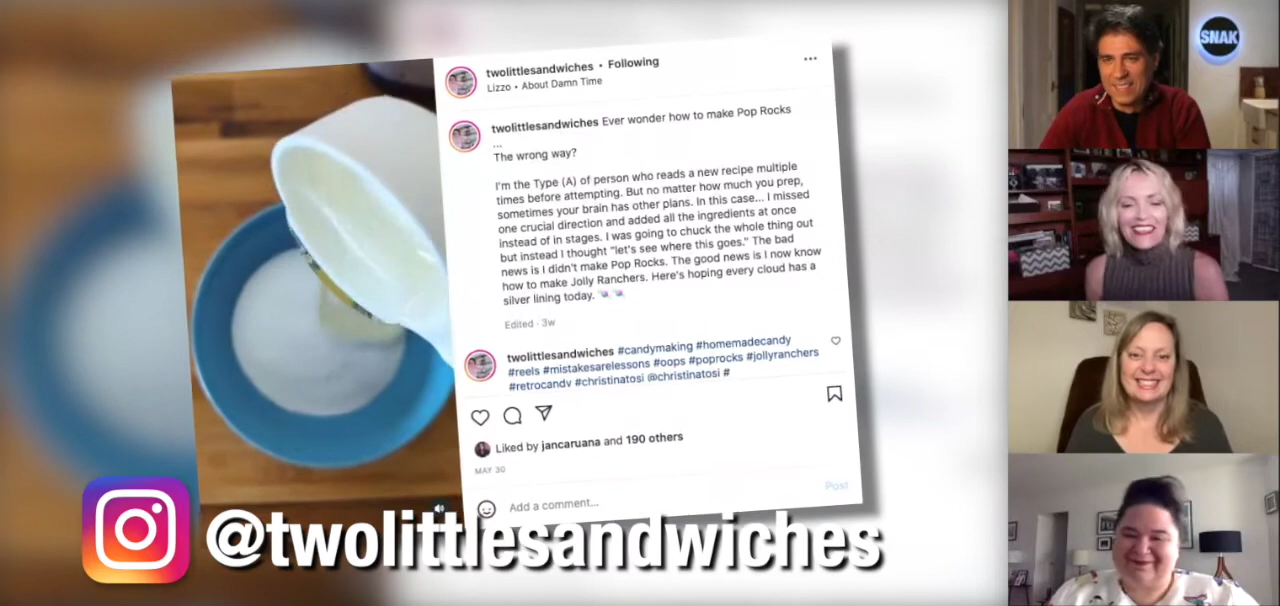 twolittlesandwiches • Following
Lizzo • About Damn Time
twolittlesandwiches Ever wonder how to make Pop Rocks
...
The wrong way?
I'm the Type (A) of person who reads a new recipe multiple
times before attempting. But no matter how much you prep,
sometimes your brain has other plans. In this case... I missed
one crucial direction and added all the ingredients at once
instead of in stages. I was going to chuck the whole thing out
but instead I thought "let's see where this goes." The bad
news is I didn't make Pop Rocks. The good news is I now know
how to make Jolly Ranchers. Here's hoping every cloud has a
silver lining today.
Edited · 3w
twolittlesandwiches #candymaking #homemadecandy
#reels #mistakesarelessons #oops #poprocks #jollyranchers
#retrocandy #christinatosi @christinatosi #
Liked by jancaruana and 190 others
MAY 30
Add a comment...
Post
@twolittlesandwiches
SNAK